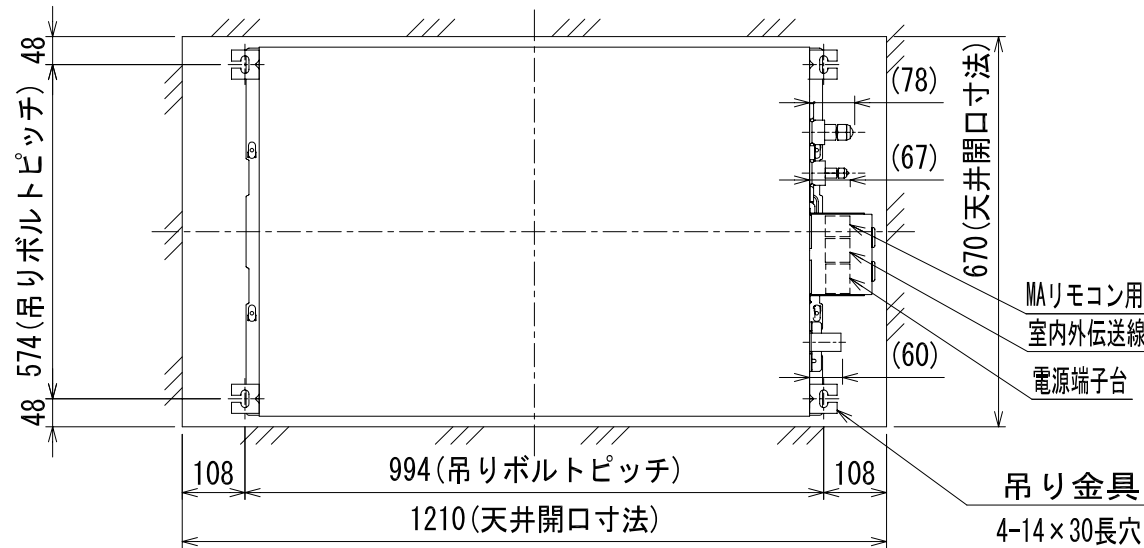 48
574(吊りボルトピッチ)
48
(78)
(67)
(60)
670(天井開口寸法)
MAリモコン用
室内外伝送線
電源端子台
108
994(吊りボルトピッチ)
108
1210(天井開口寸法)
吊り金具
4-14×30長穴